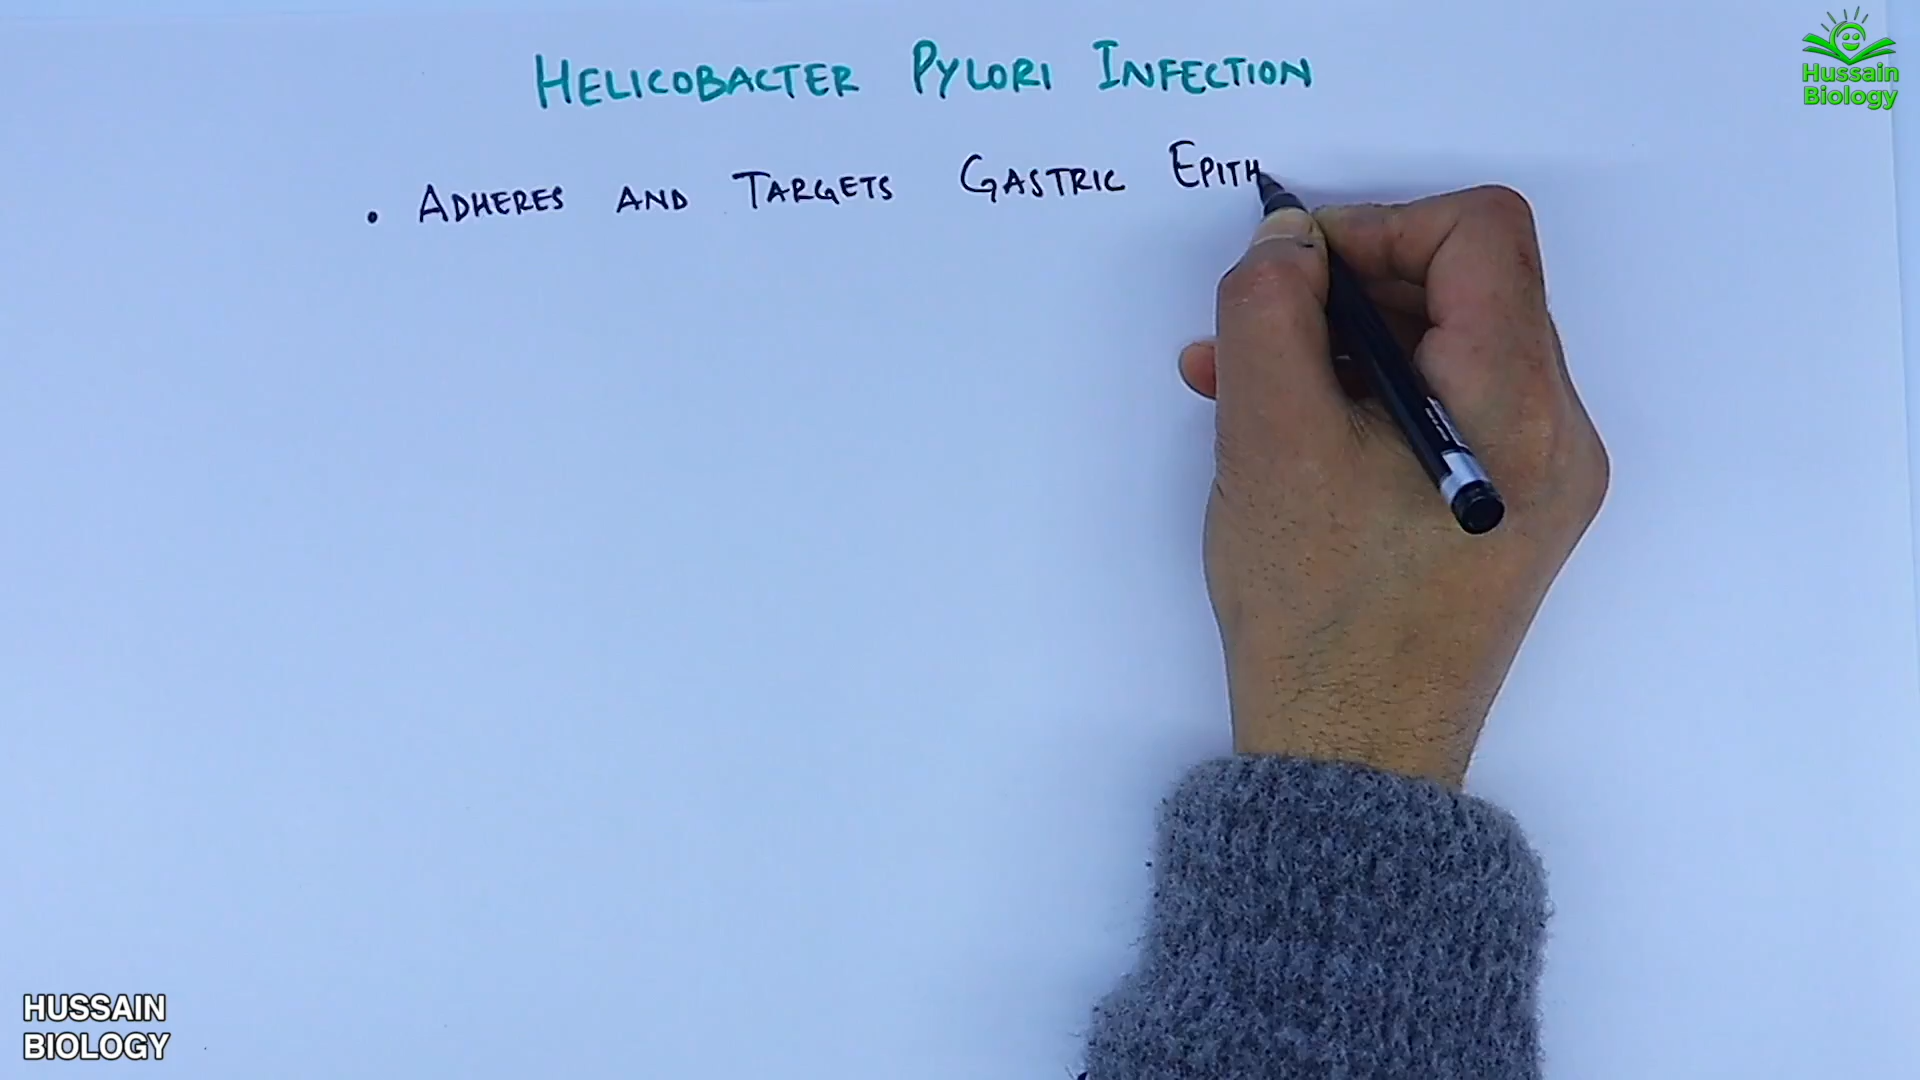 HELICOBACTER PYLORI INFECTION
Hussain
Biology
• ADHERES AND TARGETS GASTRIC EPITH
HUSSAIN
BIOLOGY